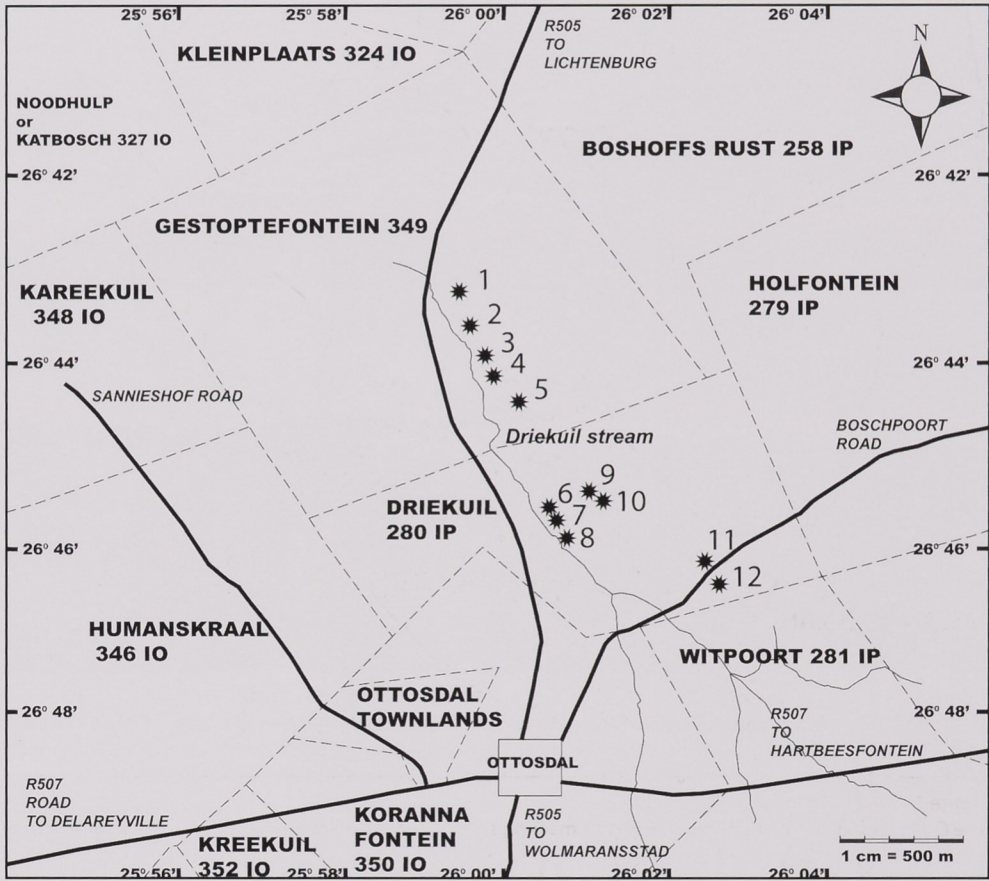 25° 56'
25° 58'
26° 00'
26° 02'
26° 04'
R505
TO
LICHTENBURG
N
KLEINPLAATS 324 IO
NOODHULP
or
KATBOSCH 327 IO
BOSHOFFS RUST 258 IP
26° 42'
26° 42'
GESTOPTEFONTEIN 349
KAREEKUIL
348 IO
HOLFONTEIN
279 IP
1
2
3
4
5
26° 44'
26° 44'
SANNIESHOF ROAD
Driekuil stream
BOSCHPOORT
ROAD
DRIEKUIL
280 IP
6
7
8
9
10
11
12
26° 46'
26° 46'
HUMANSKRAAL
346 IO
WITPOORT 281 IP
OTTOSDAL
TOWNLANDS
26° 48'
26° 48'
R507
TO
HARTBEESFONTEIN
OTTOSDAL
R507
ROAD
TO DELAREYVILLE
KORANNA
FONTEIN
350 IO
KREEKUIL
352 IO
R505
TO
WOLMARANSSTAD
1 cm = 500 m
25° 56'
25° 58'
26° 00'
26° 02'
26° 04'